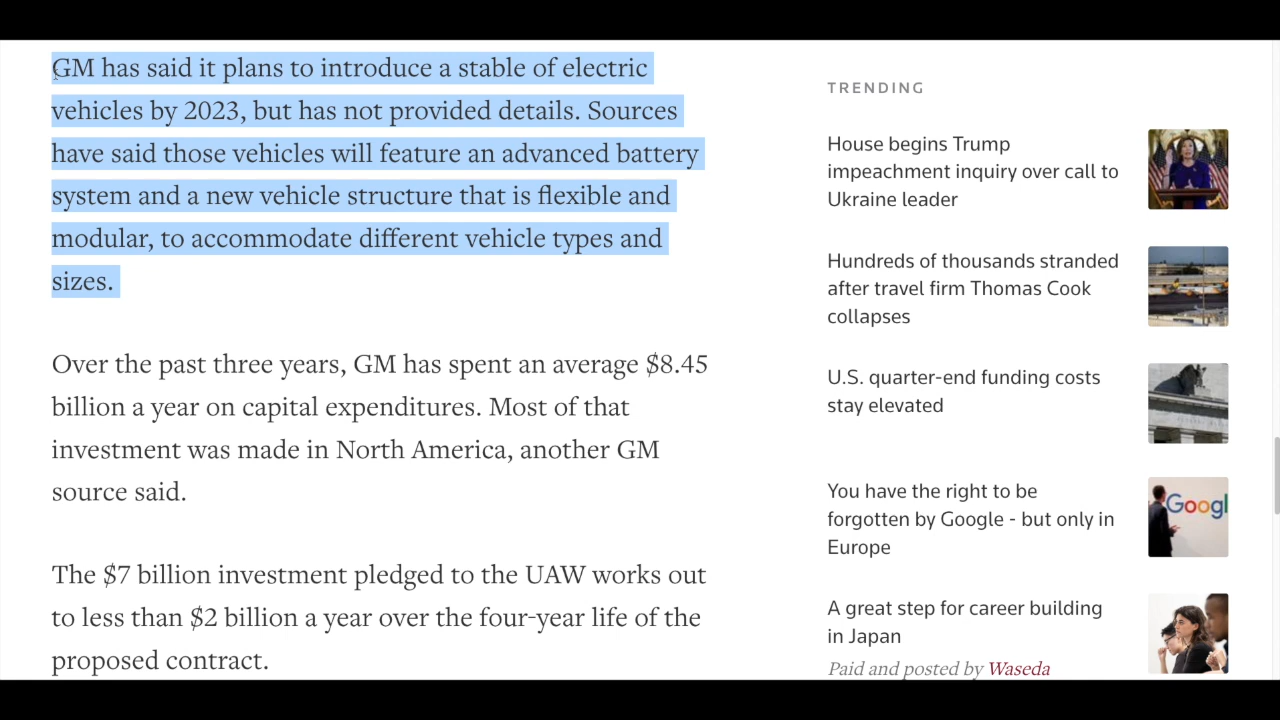 GM has said it plans to introduce a stable of electric
vehicles by 2023, but has not provided details. Sources
have said those vehicles will feature an advanced battery
system and a new vehicle structure that is flexible and
modular, to accommodate different vehicle types and
sizes.
Over the past three years, GM has spent an average $8.45
billion a year on capital expenditures. Most of that
investment was made in North America, another GM
source said.
The $7 billion investment pledged to the UAW works out
to less than $2 billion a year over the four-year life of the
proposed contract.
TRENDING
House begins Trump
impeachment inquiry over call to
Ukraine leader
Hundreds of thousands stranded
after travel firm Thomas Cook
collapses
U.S. quarter-end funding costs
stay elevated
You have the right to be
forgotten by Google - but only in
Europe
Googl
A great step for career building
in Japan
Paid and posted by Waseda